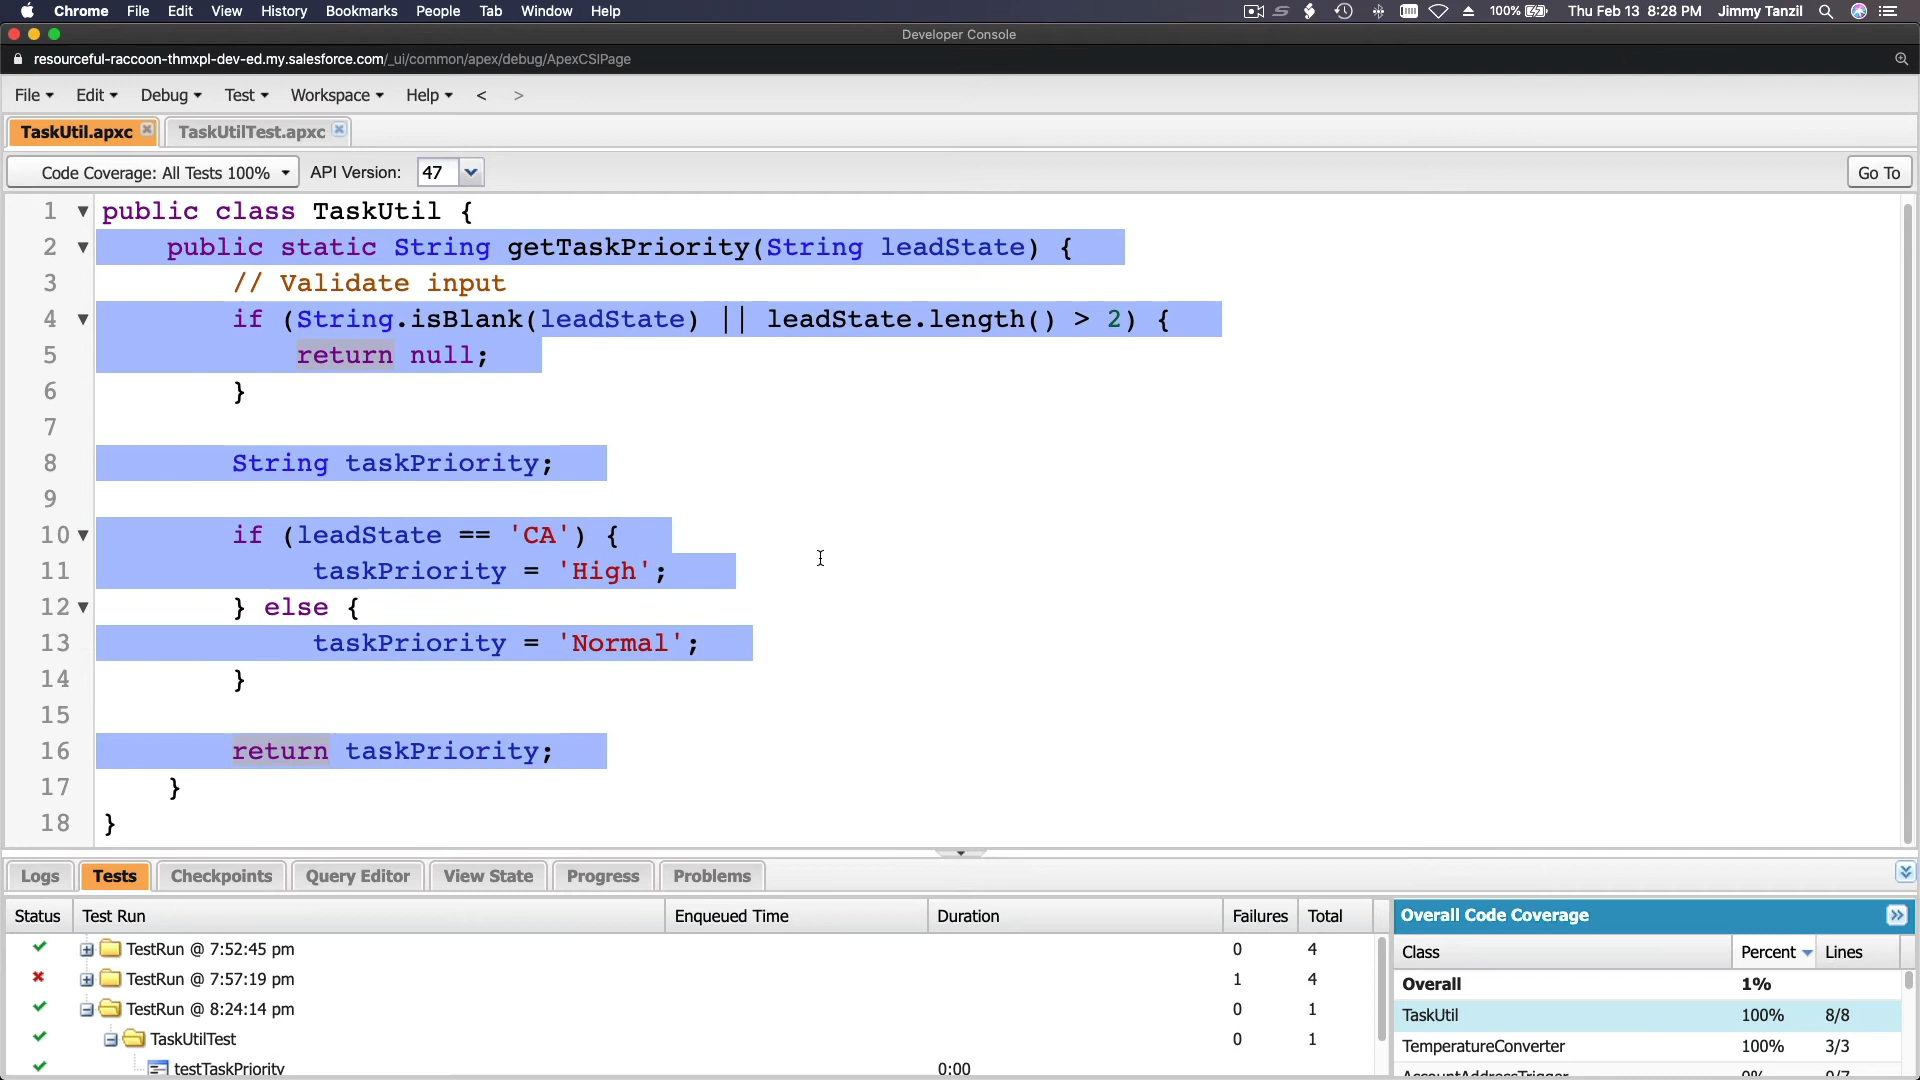 Chrome File Edit View History Bookmarks People Tab Window Help 100% Thu Feb 13 8:28 PM Jimmy Tanzil
Developer Console
resourceful-raccoon-thmxpl-dev-ed.my.salesforce.com/_ui/common/apex/debug/ApexCSIPage
File Edit Debug Test Workspace Help < >
TaskUtil.apxc TaskUtilTest.apxc
Code Coverage: All Tests 100% API Version: 47 Go To
1 public class TaskUtil {
2 public static String getTaskPriority(String leadState) {
3 // Validate input
4 if (String.isBlank(leadState) || leadState.length() > 2) {
5 return null;
6 }
7
8 String taskPriority;
9
10 if (leadState == 'CA') {
11 taskPriority = 'High';
12 } else {
13 taskPriority = 'Normal';
14 }
15
16 return taskPriority;
17 }
18 }
Logs Tests Checkpoints Query Editor View State Progress Problems
Status Test Run Enqueued Time Duration Failures Total
TestRun @ 7:52:45 pm 0 4
TestRun @ 7:57:19 pm 1 4
TestRun @ 8:24:14 pm 0 1
TaskUtilTest 0 1
testTaskPriority 0:00
Overall Code Coverage
Class Percent Lines
Overall 1%
TaskUtil 100% 8/8
TemperatureConverter 100% 3/3
AccountAddressTrigger 0% 0/7